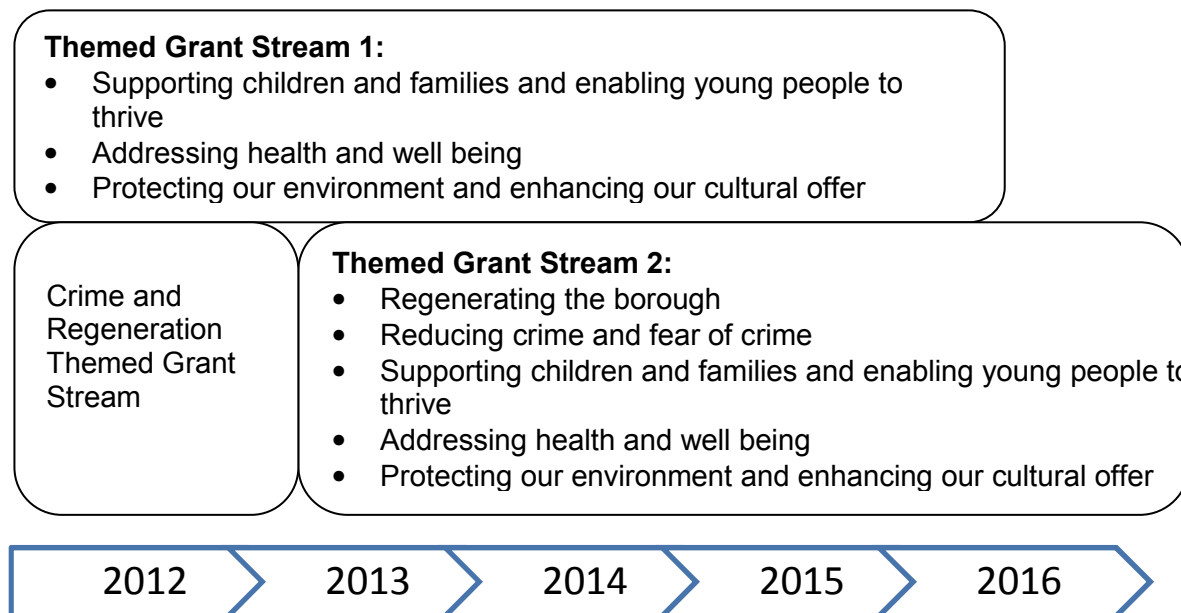 Themed Grant Stream 1:
• Supporting children and families and enabling young people to
thrive
• Addressing health and well being
• Protecting our environment and enhancing our cultural offer
Crime and
Regeneration
Themed Grant
Stream
Themed Grant Stream 2:
• Regenerating the borough
• Reducing crime and fear of crime
• Supporting children and families and enabling young people to
thrive
• Addressing health and well being
• Protecting our environment and enhancing our cultural offer
2012 2013 2014 2015 2016